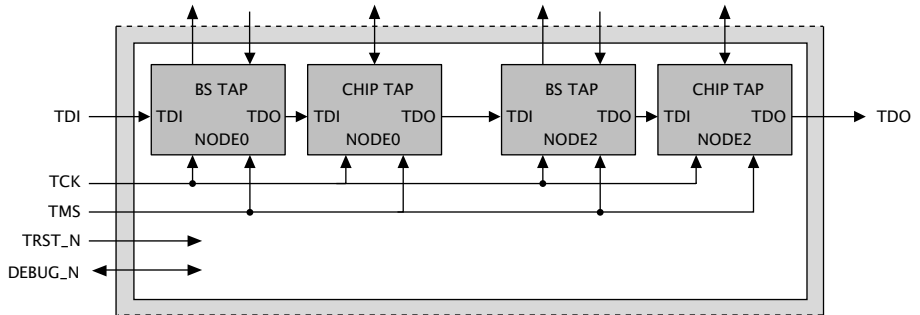 BS TAP CHIP TAP BS TAP CHIP TAP
TDI TDI TDO TDI TDO TDI TDO TDI TDO TDO
NODE0 NODE0 NODE2 NODE2
TCK
TMS
TRST_N
DEBUG_N